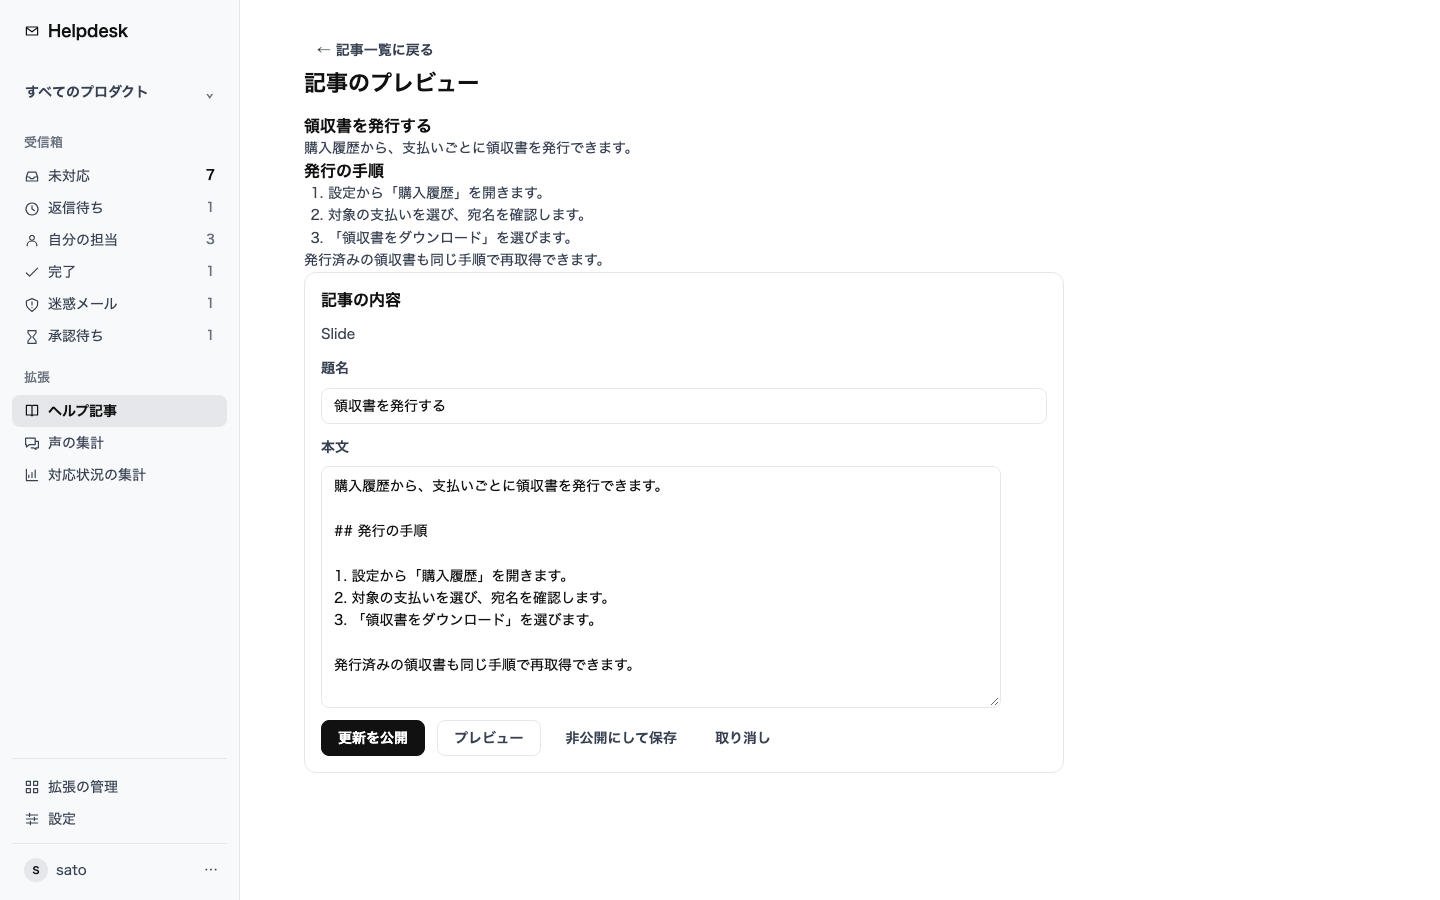 Helpdesk
すべてのプロダクト
受信箱
未対応 7
返信待ち 1
自分の担当 3
完了 1
迷惑メール 1
承認待ち 1
拡張
ヘルプ記事
声の集計
対応状況の集計
拡張の管理
設定
S sato ...
← 記事一覧に戻る
記事のプレビュー
領収書を発行する
購入履歴から、支払いごとに領収書を発行できます。
発行の手順
1. 設定から「購入履歴」を開きます。
2. 対象の支払いを選び、宛名を確認します。
3. 「領収書をダウンロード」を選びます。
発行済みの領収書も同じ手順で再取得できます。
記事の内容
Slide
題名
領収書を発行する
本文
購入履歴から、支払いごとに領収書を発行できます。
## 発行の手順
1. 設定から「購入履歴」を開きます。
2. 対象の支払いを選び、宛名を確認します。
3. 「領収書をダウンロード」を選びます。
発行済みの領収書も同じ手順で再取得できます。
更新を公開 プレビュー 非公開にして保存 取り消し